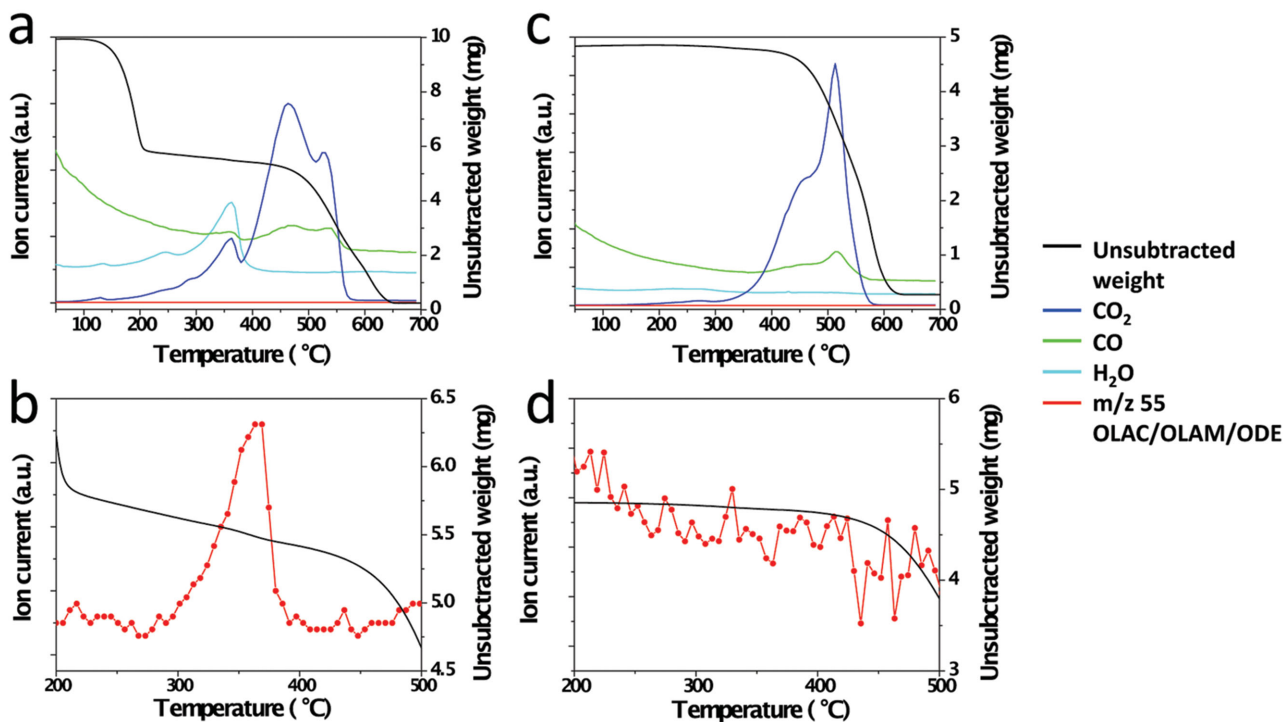 a
Ion current (a.u.)
10
8
6
4
2
0
Unsubtracted weight (mg)
100 200 300 400 500 600 700
Temperature ( °C)
c
Ion current (a.u.)
5
4
3
2
1
0
Unsubtracted weight (mg)
100 200 300 400 500 600 700
Temperature ( °C)
b
Ion current (a.u.)
6.5
6.0
5.5
5.0
4.5
Unsubctracted weight (mg)
200 300 400 500
Temperature ( °C)
d
Ion current (a.u.)
6
5
4
3
Unsubctracted weight (mg)
200 300 400 500
Temperature ( °C)
Unsubtracted
weight
CO₂
CO
H₂O
m/z 55
OLAC/OLAM/ODE